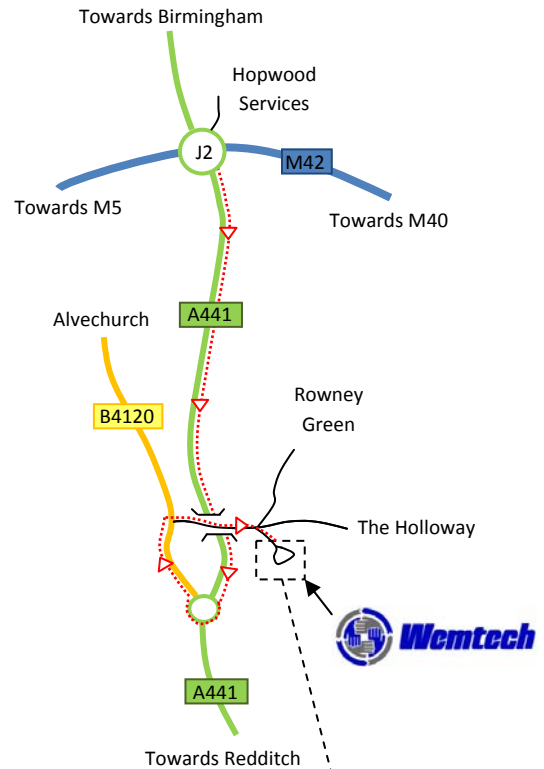 Towards Birmingham
Hopwood
Services
J2
M42
Towards M5
Towards M40
A441
Alvechurch
B4120
Rowney
Green
The Holloway
Wemtech
A441
Towards Redditch